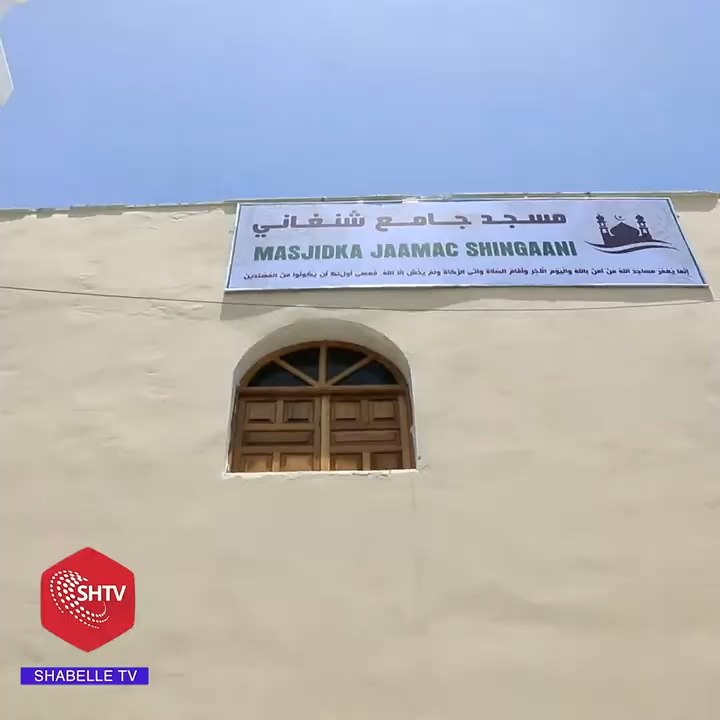 مسجد جامع شنغاني
MASJIDKA JAAMAC SHINGAANI
إنما يعمر مساجد الله من آمن بالله واليوم الآخر وأقام الصلاة وآتى الزكاة ولم يخش إلا الله فعسى أولئك أن يكونوا من المهتدين
SHTV
SHABELLE TV